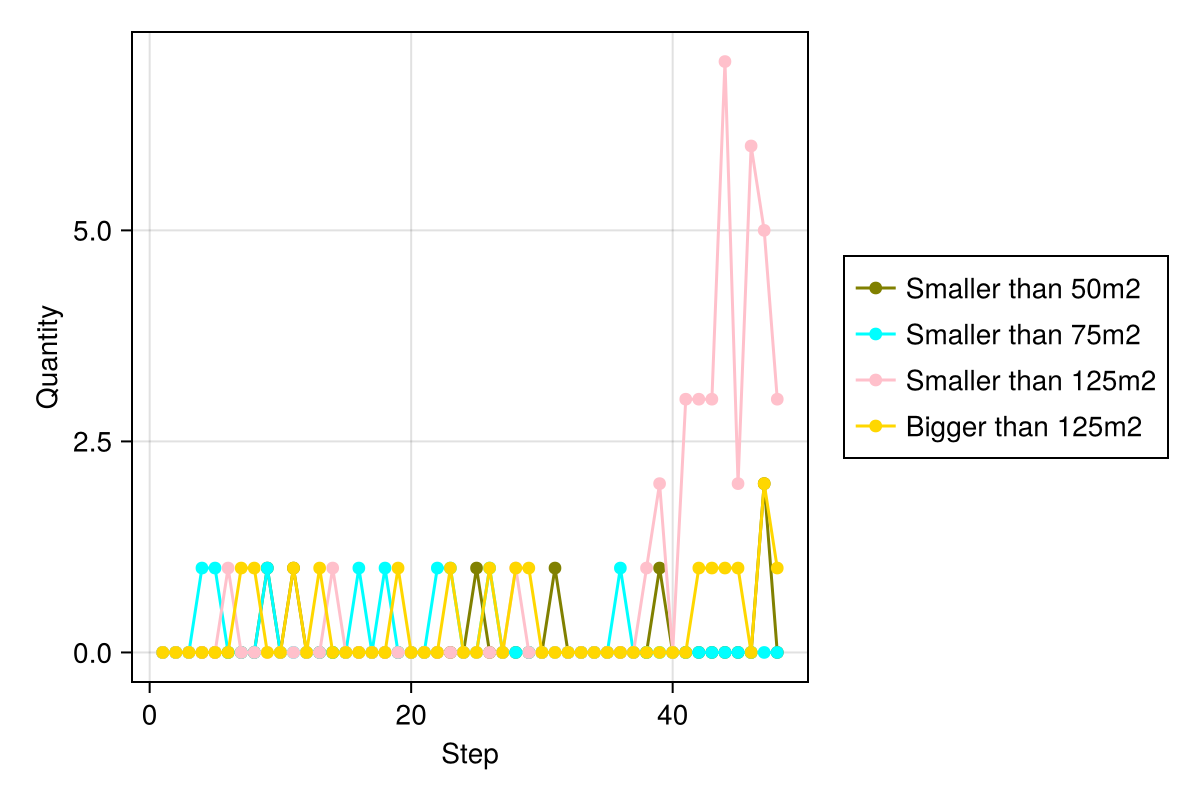 5.0
2.5
0.0
0
20
40
Quantity
Step
Smaller than 50m2
Smaller than 75m2
Smaller than 125m2
Bigger than 125m2